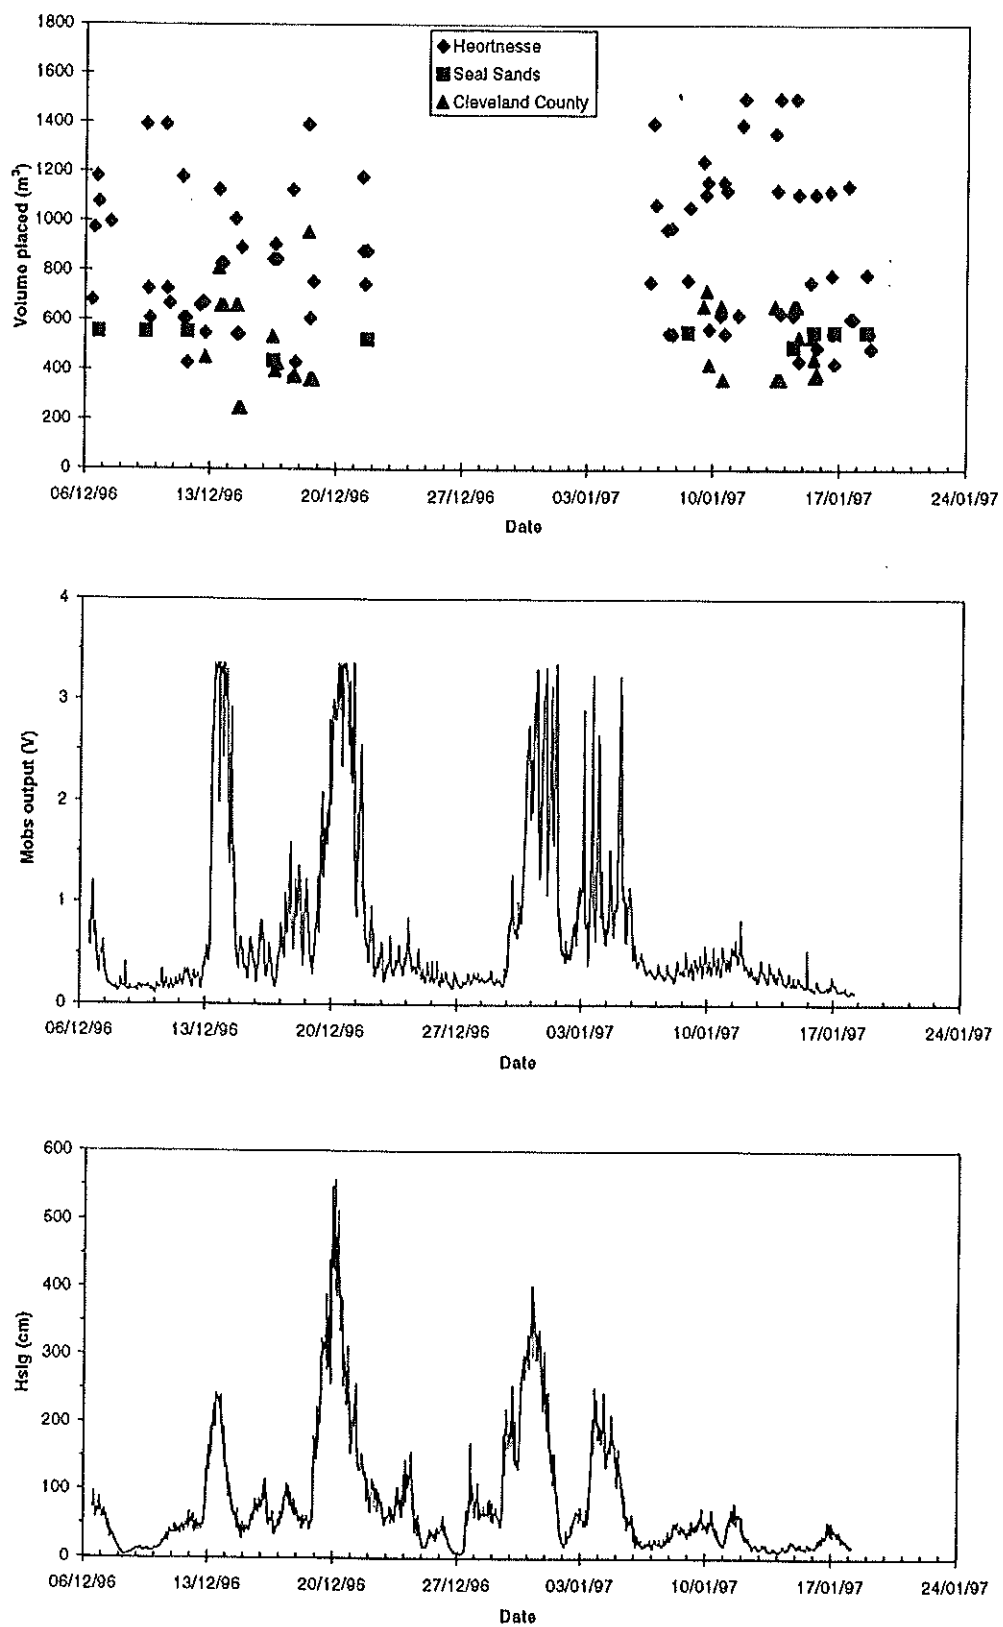 1800
1600
1400
1200
1000
800
600
400
200
0
Volume placed (m³)
Heortnesse
Seal Sands
Cleveland County
06/12/96 13/12/96 20/12/96 27/12/96 03/01/97 10/01/97 17/01/97 24/01/97
Date
4
3
2
1
0
Mobs output (V)
06/12/96 13/12/96 20/12/96 27/12/96 03/01/97 10/01/97 17/01/97 24/01/97
Date
600
500
400
300
200
100
0
Hsig (cm)
06/12/96 13/12/96 20/12/96 27/12/96 03/01/97 10/01/97 17/01/97 24/01/97
Date